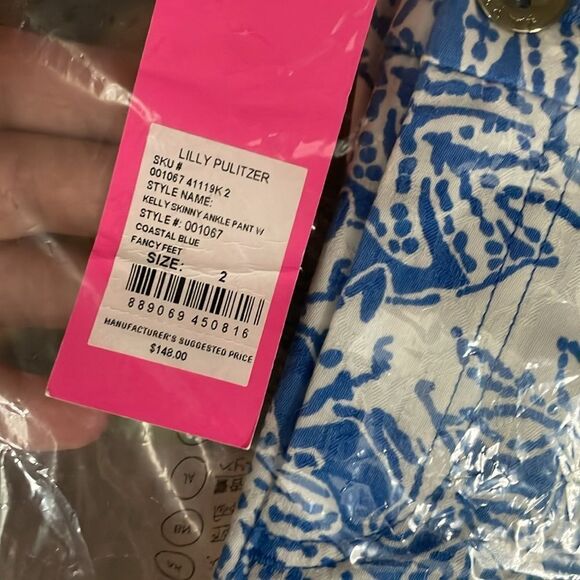 LILLY PULITZER
SKU #
001067 41119K 2
STYLE NAME:
KELLY SKINNY ANKLE PANT W
STYLE #: 001067
COASTAL BLUE
FANCY FEET
SIZE: 2
889069 450816
MANUFACTURER'S SUGGESTED PRICE
$148.00